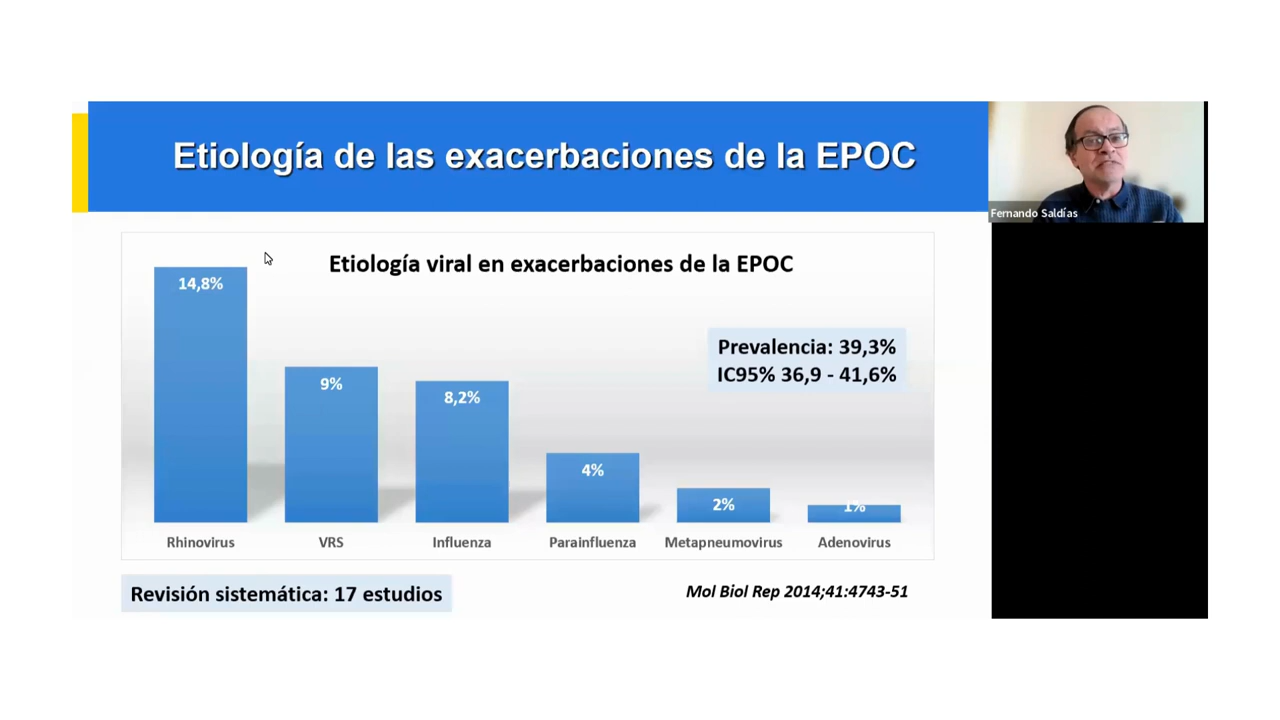 Etiología de las exacerbaciones de la EPOC
Fernando Saldías
Etiología viral en exacerbaciones de la EPOC
14,8%
9%
8,2%
4%
2%
1%
Prevalencia: 39,3%
IC95% 36,9 - 41,6%
Rhinovirus
VRS
Influenza
Parainfluenza
Metapneumovirus
Adenovirus
Revisión sistemática: 17 estudios
Mol Biol Rep 2014;41:4743-51